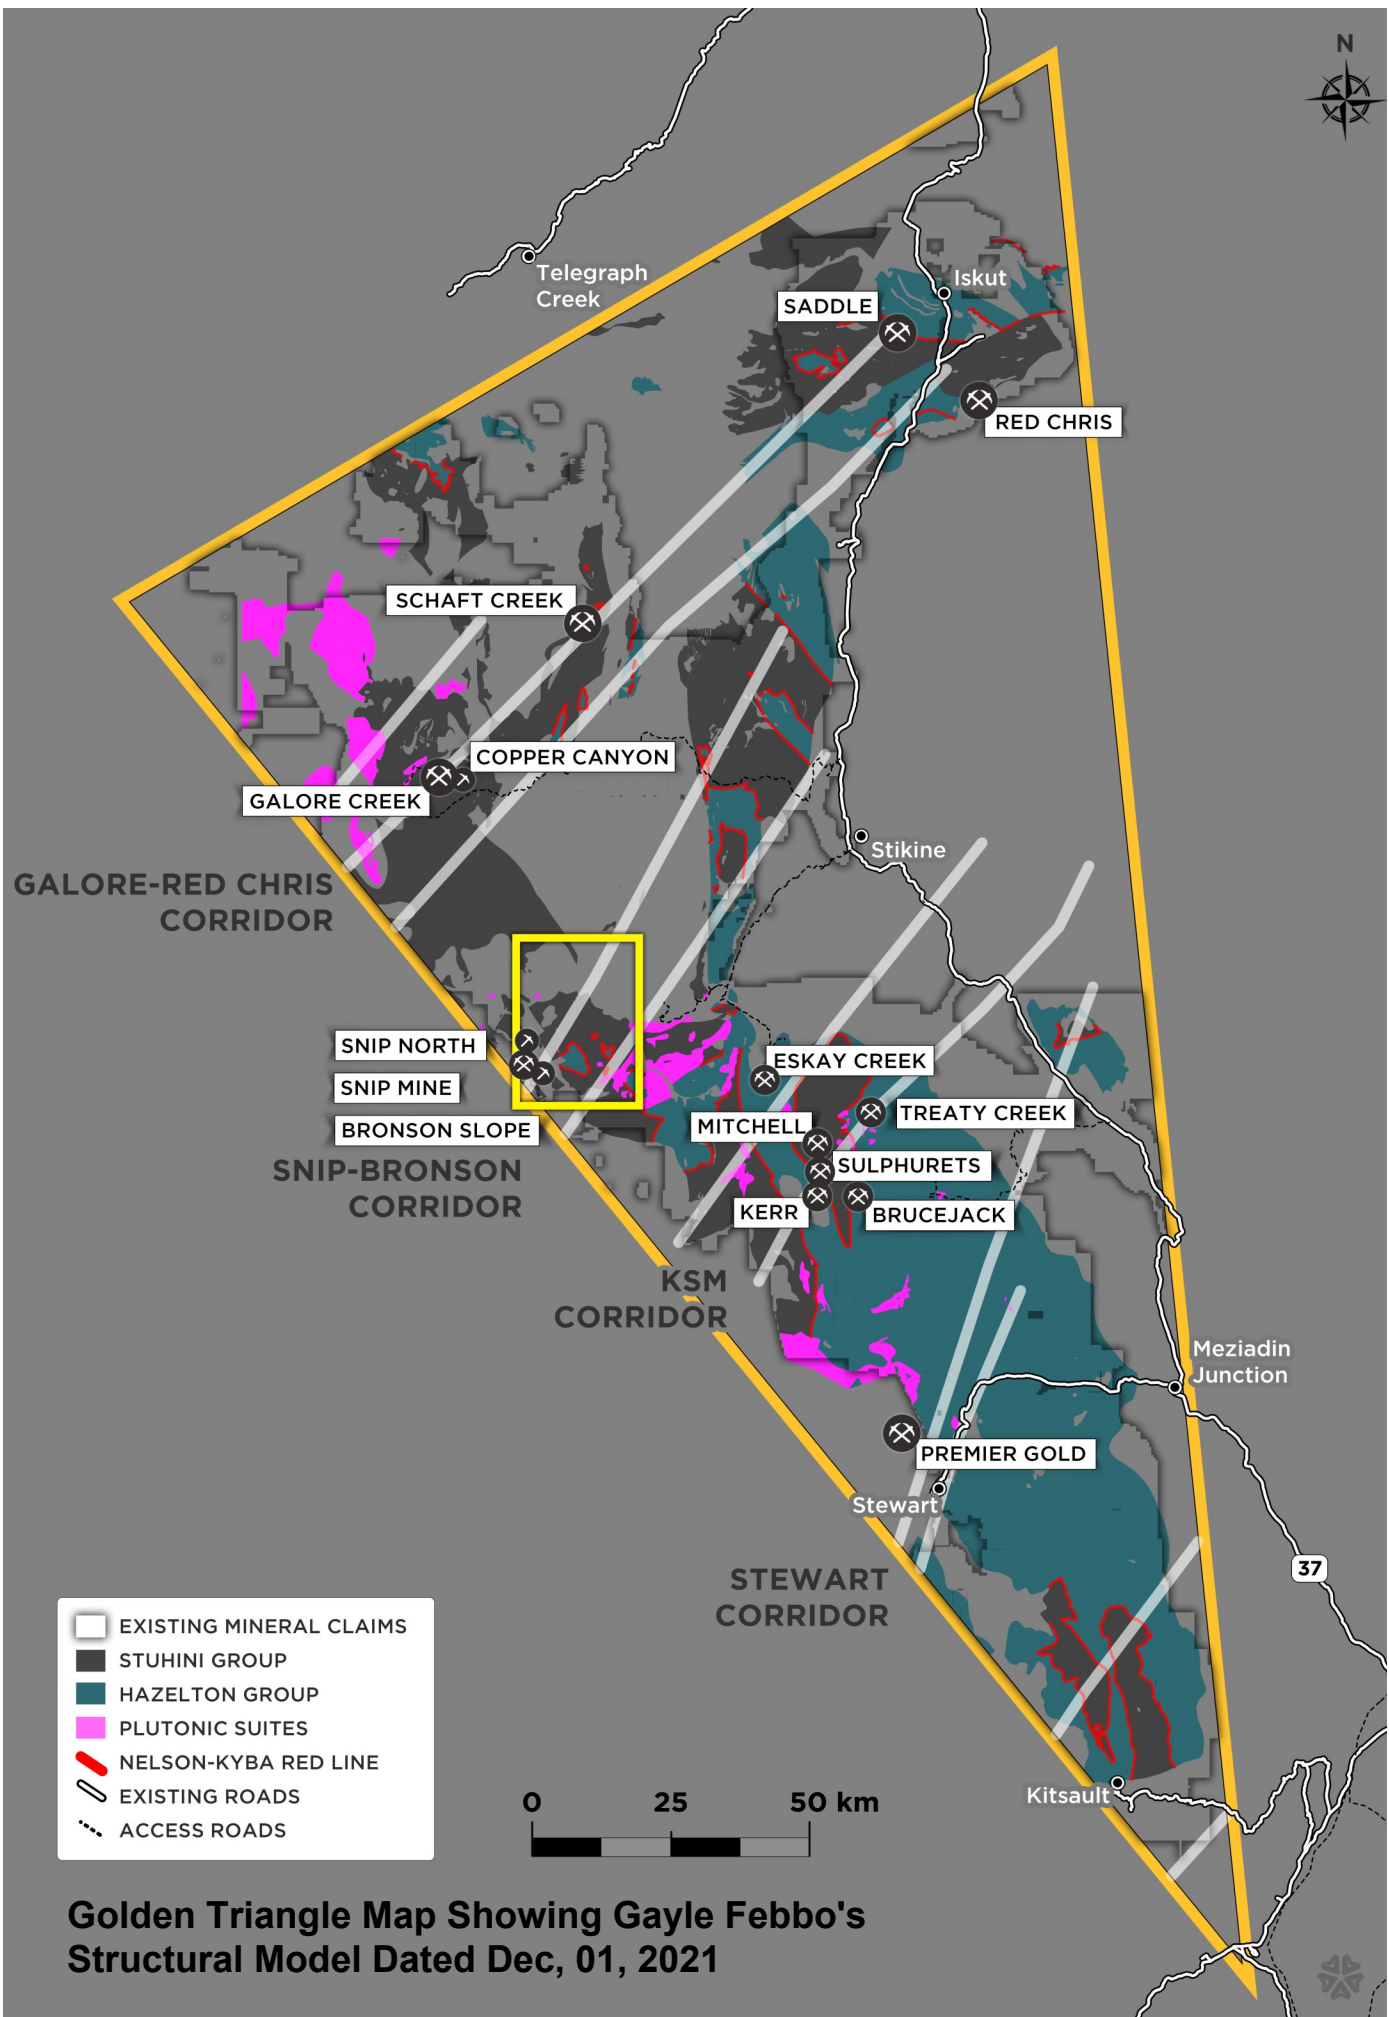 N
Telegraph
Creek
Iskut
SADDLE
RED CHRIS
SCHAFT CREEK
COPPER CANYON
GALORE CREEK
Stikine
GALORE-RED CHRIS
CORRIDOR
SNIP NORTH
ESKAY CREEK
SNIP MINE
TREATY CREEK
MITCHELL
BRONSON SLOPE
SULPHURETS
SNIP-BRONSON
CORRIDOR
KERR
BRUCEJACK
KSM
CORRIDOR
Meziadin
Junction
PREMIER GOLD
Stewart
37
STEWART
CORRIDOR
EXISTING MINERAL CLAIMS
STUHINI GROUP
HAZELTON GROUP
PLUTONIC SUITES
NELSON-KYBA RED LINE
EXISTING ROADS
ACCESS ROADS
Kitsault
0 25 50 km
Golden Triangle Map Showing Gayle Febbo's
Structural Model Dated Dec, 01, 2021